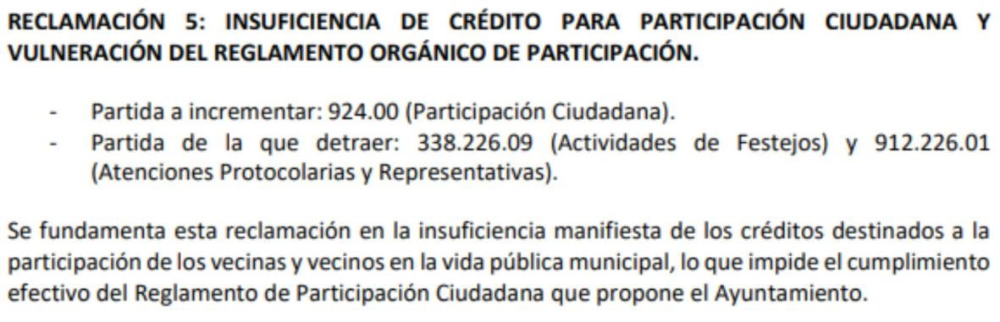 RECLAMACIÓN 5: INSUFICIENCIA DE CRÉDITO PARA PARTICIPACIÓN CIUDADANA Y
VULNERACIÓN DEL REGLAMENTO ORGÁNICO DE PARTICIPACIÓN.
- Partida a incrementar: 924.00 (Participación Ciudadana).
- Partida de la que detraer: 338.226.09 (Actividades de Festejos) y 912.226.01
(Atenciones Protocolarias y Representativas).
Se fundamenta esta reclamación en la insuficiencia manifiesta de los créditos destinados a la
participación de los vecinas y vecinos en la vida pública municipal, lo que impide el cumplimiento
efectivo del Reglamento de Participación Ciudadana que propone el Ayuntamiento.